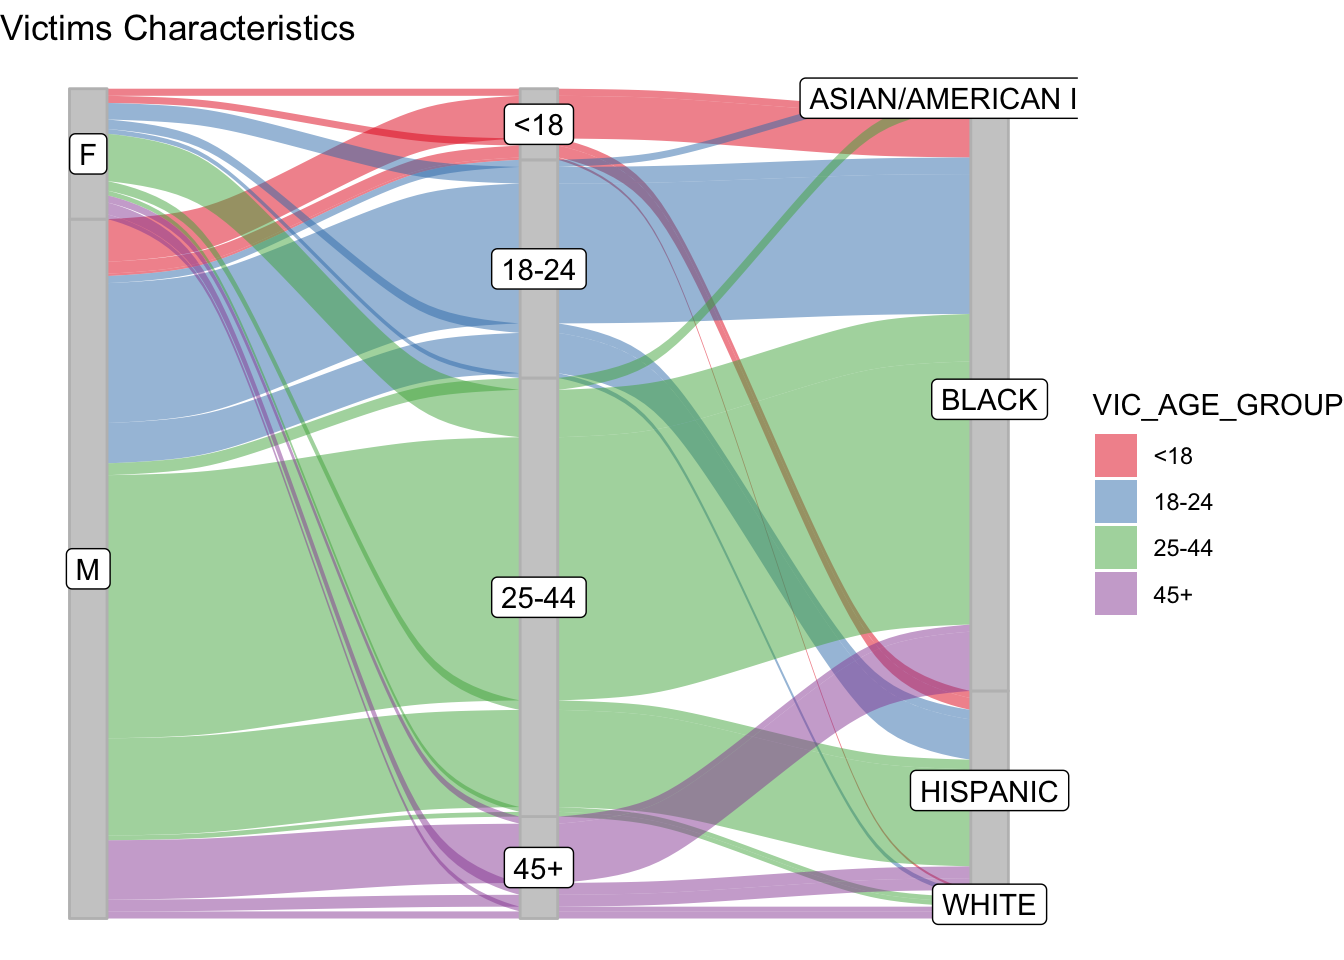 Victims Characteristics
F
M
<18
18-24
25-44
45+
ASIAN/AMERICAN I
BLACK
HISPANIC
WHITE
VIC_AGE_GROUP
<18
18-24
25-44
45+